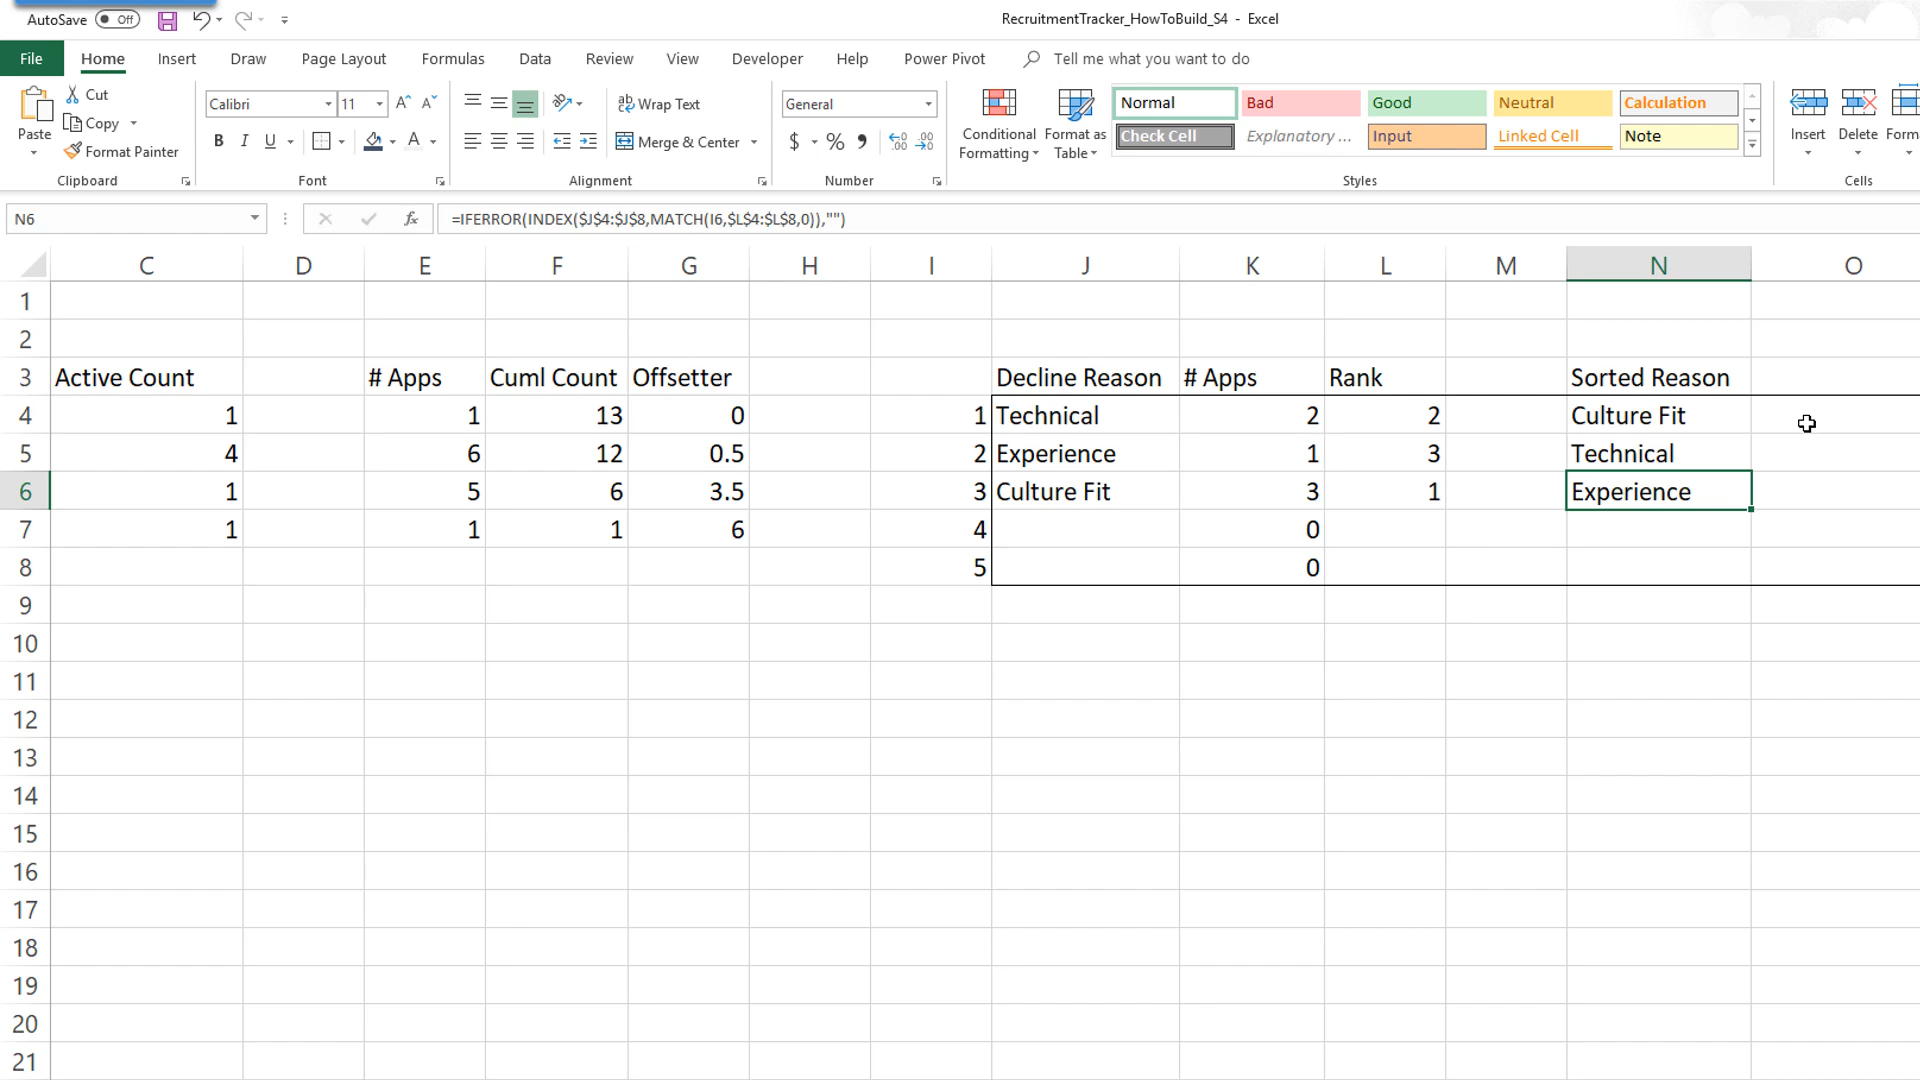 AutoSave Off
RecruitmentTracker_HowToBuild_S4 - Excel
File Home Insert Draw Page Layout Formulas Data Developer Review View Help Power Pivot Tell me what you want to do
Cut
Copy
Format Painter
Paste
Clipboard
Calibri 11
B I U A
Font
Wrap Text
Merge & Center
Alignment
General
$ % 9
Number
Conditional Formatting
Format as Table
Normal Bad Good Neutral Calculation
Check Cell Explanatory ... Input Linked Cell Note
Styles
Insert Delete Form
Cells
N6 fx =IFERROR(INDEX($J$4:$J$8,MATCH(I6,$L$4:$L$8,0)),"")
C D E F G H I J K L M N O
1
2
3 Active Count # Apps Cuml Count Offsetter Decline Reason # Apps Rank Sorted Reason
4 1 1 13 0 1 Technical 2 2 Culture Fit
5 4 6 12 0.5 2 Experience 1 3 Technical
6 1 5 6 3.5 3 Culture Fit 3 1 Experience
7 1 1 1 6 4 0
8 5 0
9
10
11
12
13
14
15
16
17
18
19
20
21